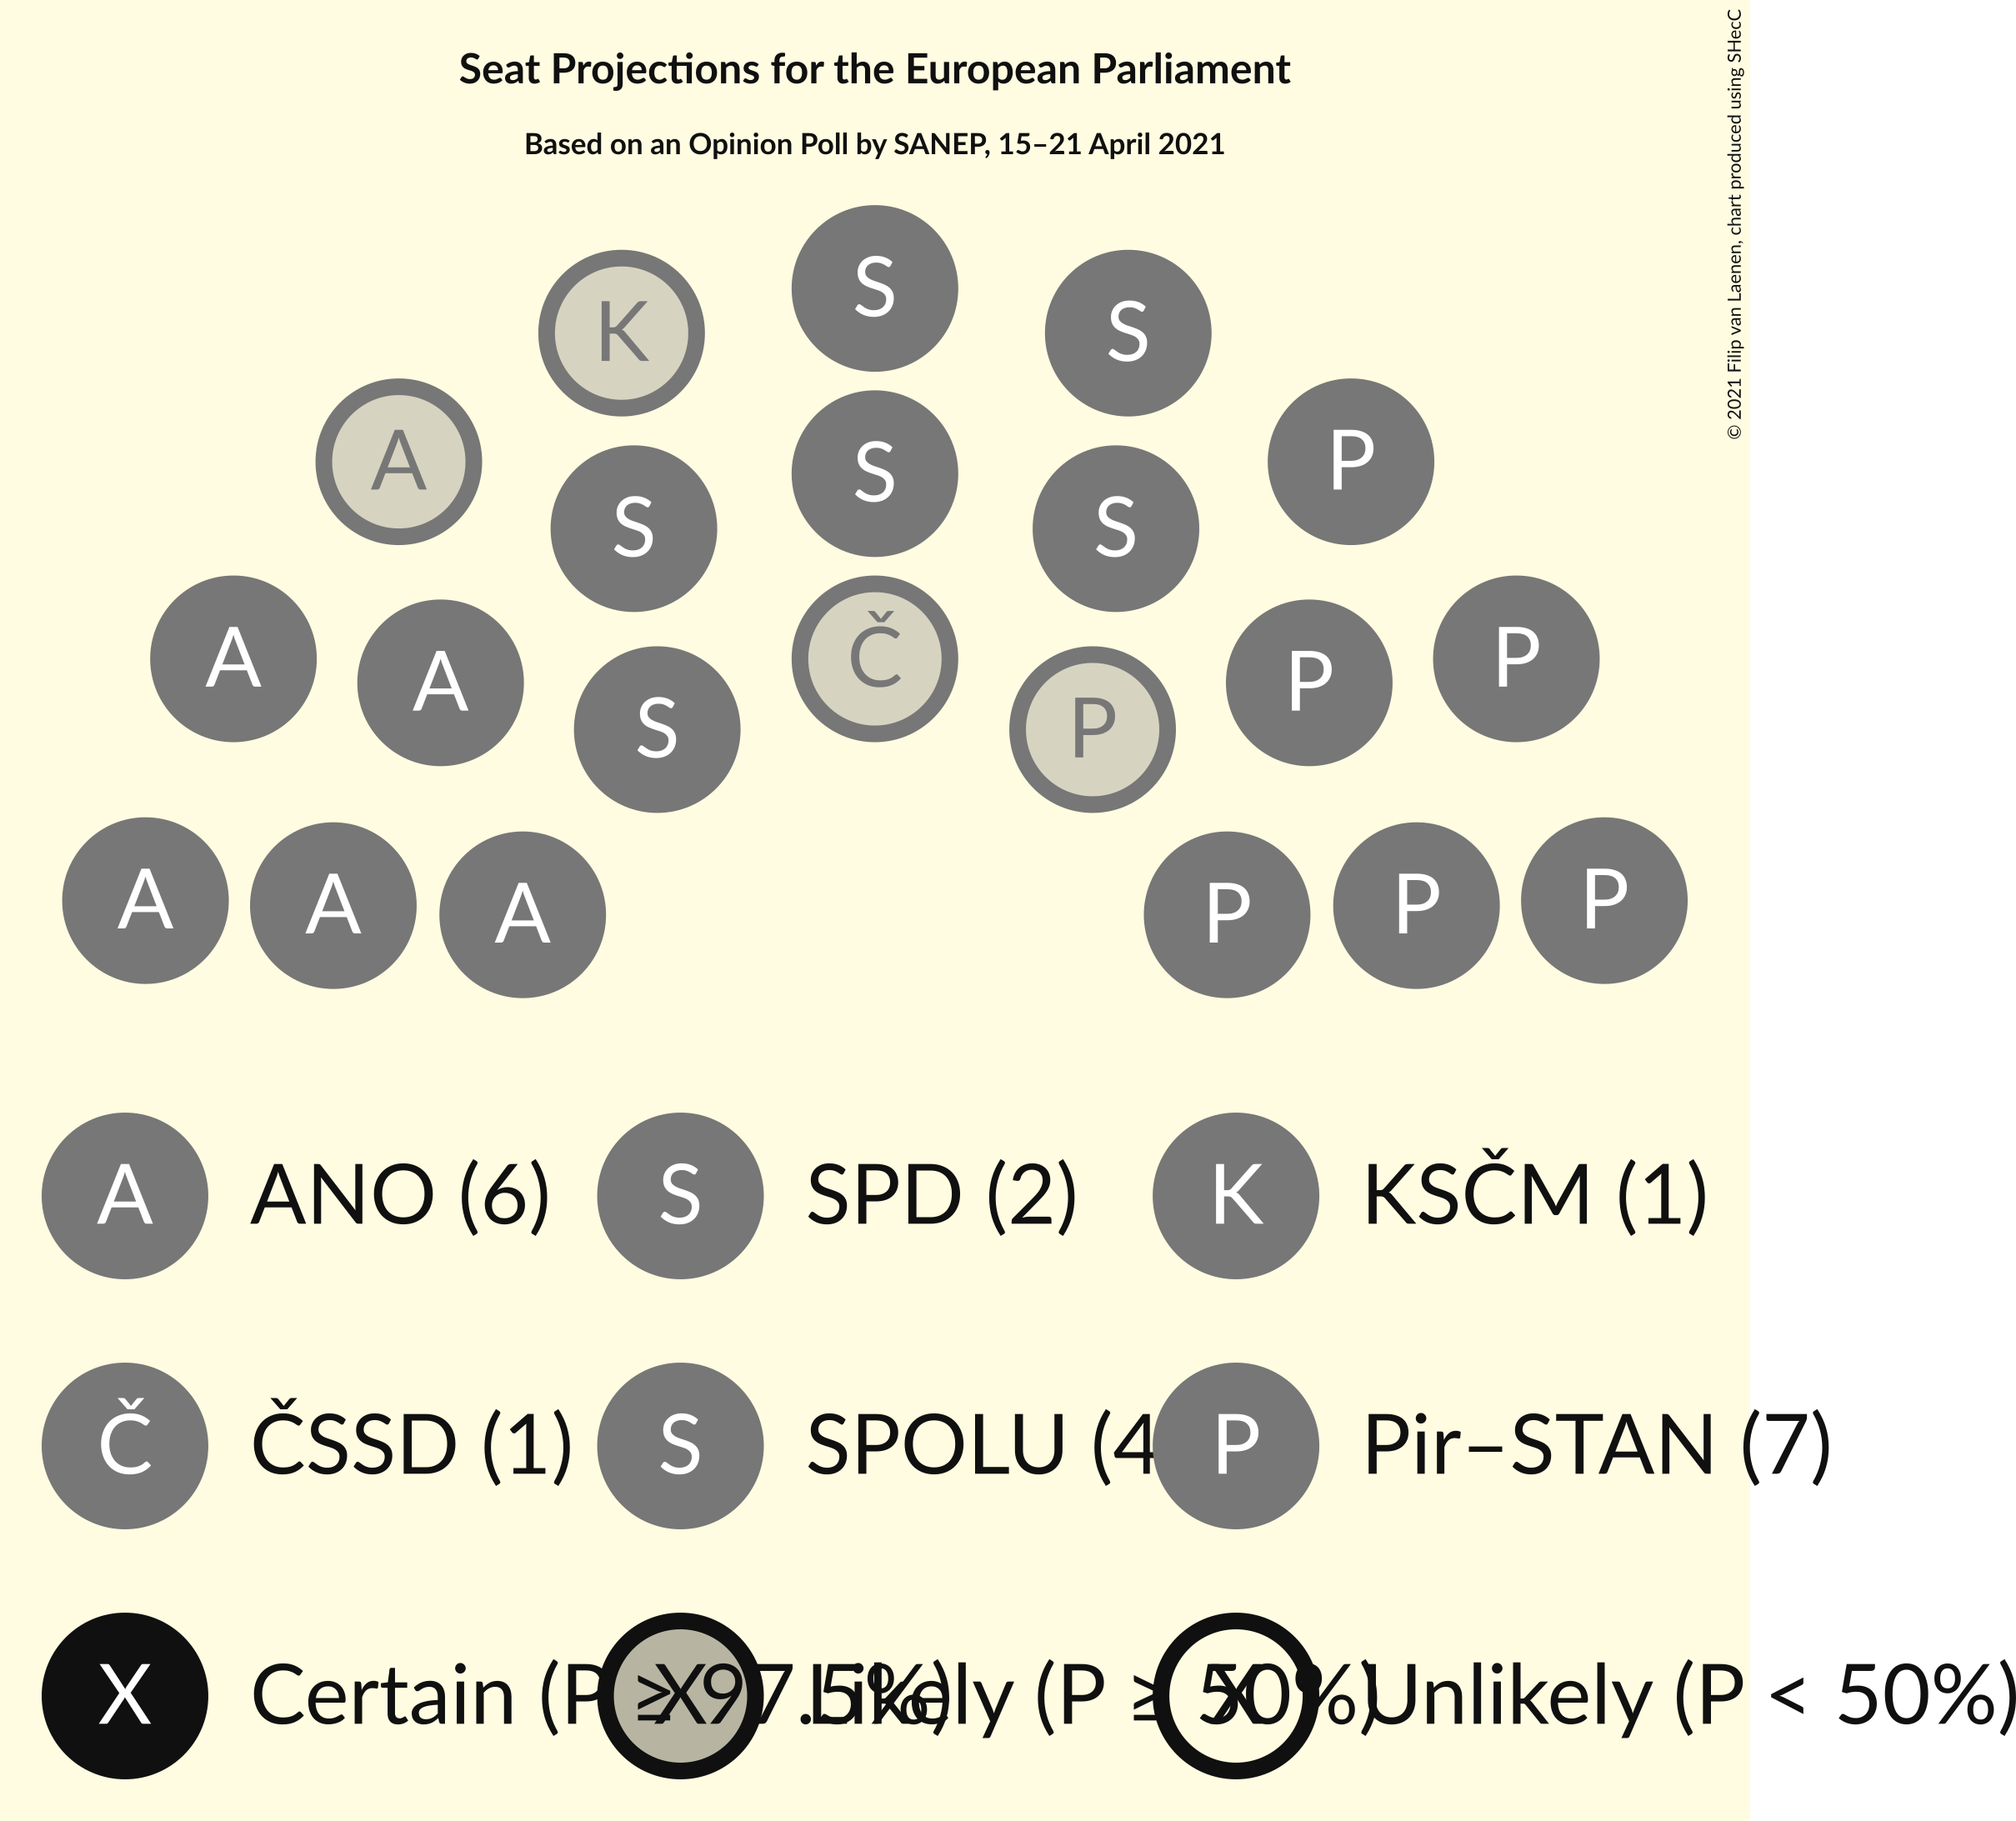 Seat Projections for the European Parliament
Based on an Opinion Poll by SANEP, 15–21 April 2021
© 2021 Filip van Laenen, chart produced using SHecC
S
K S
A P
S
S S
A P
Č
A P
S P
A P
A P
A P
A ANO (6) S SPD (2) K KSČM (1)
Č ČSSD (1) S SPOLU (4 P Pir–STAN (7)
X Certain (P ≥ 97.5%) X Likely (P ≥ 50%) X Unlikely (P < 50%)